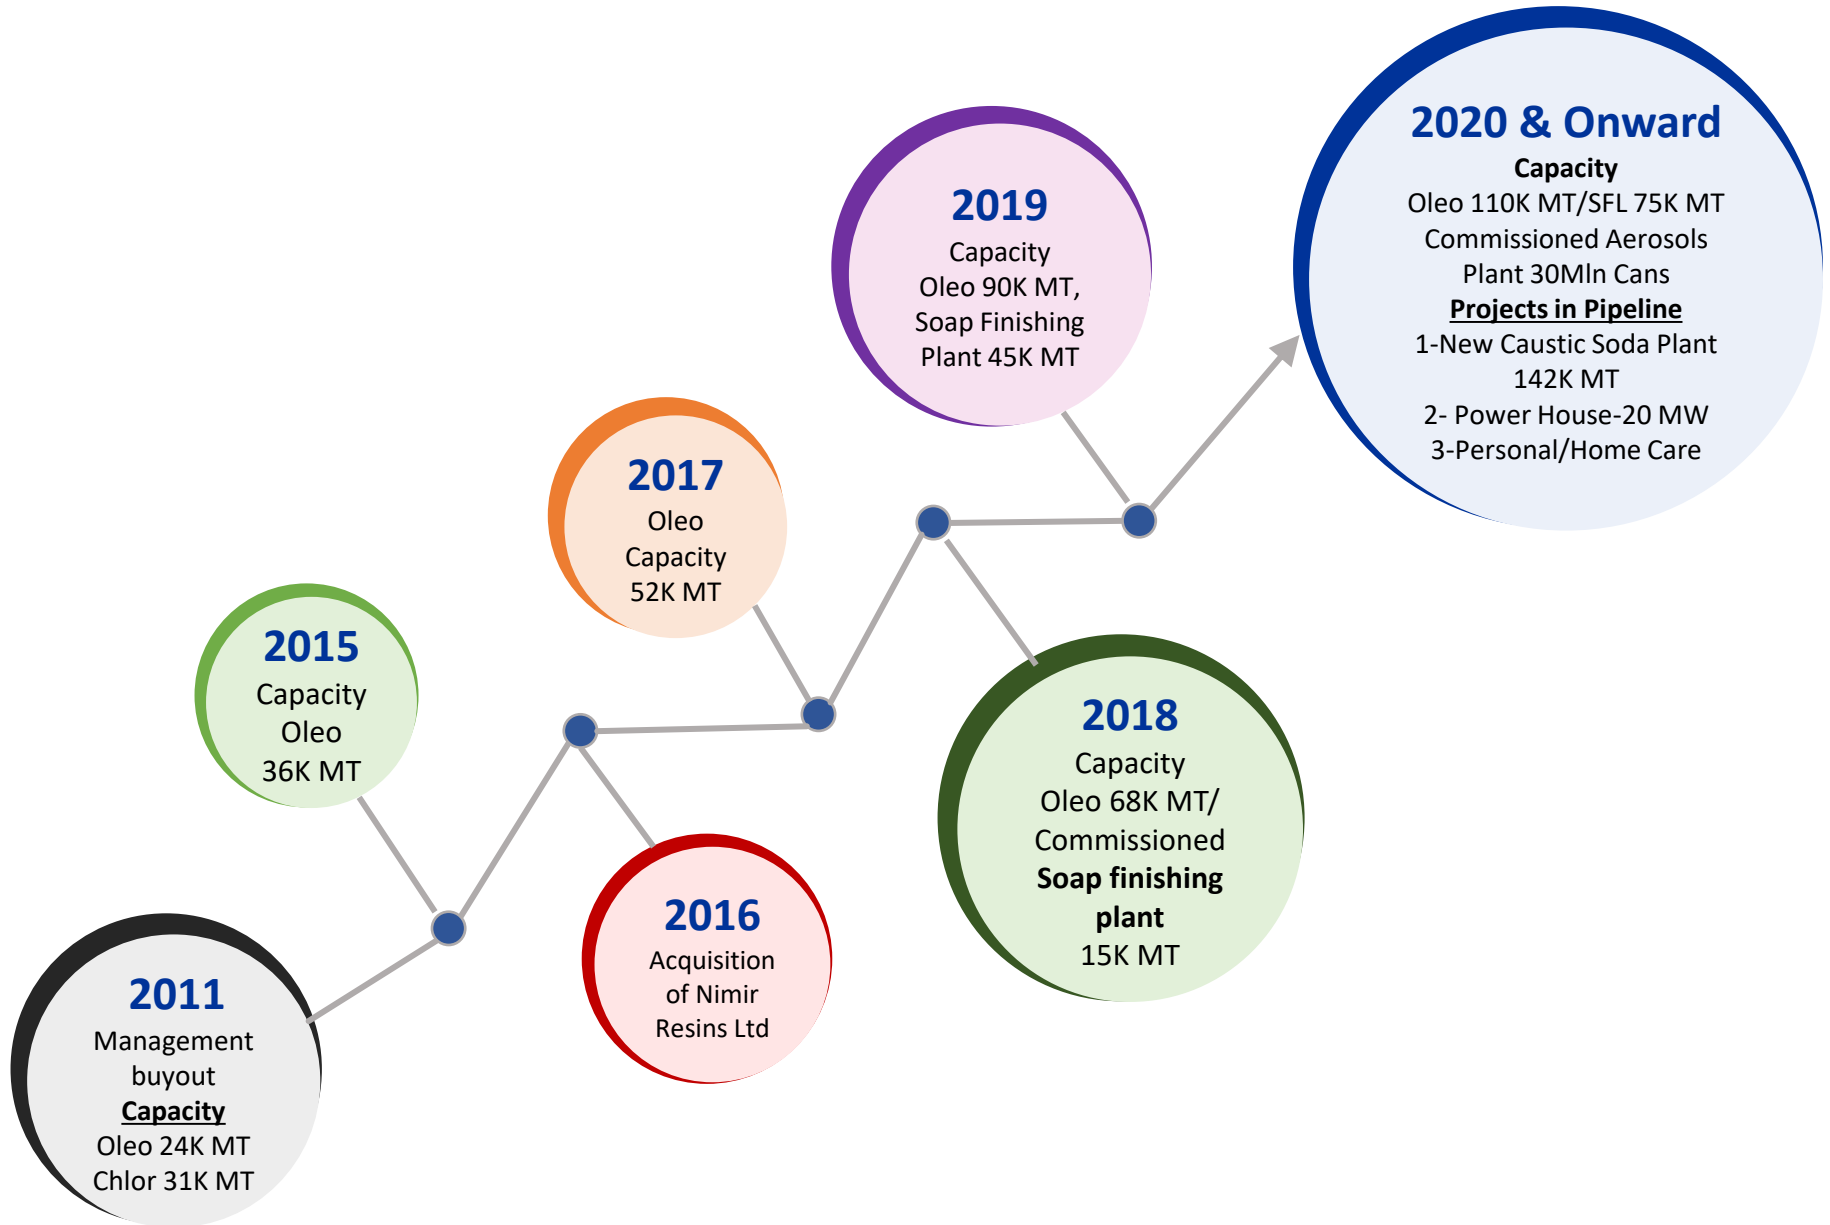 2011
Management
buyout
Capacity
Oleo 24K MT
Chlor 31K MT
2015
Capacity
Oleo
36K MT
2016
Acquisition
of Nimir
Resins Ltd
2017
Oleo
Capacity
52K MT
2018
Capacity
Oleo 68K MT/
Commissioned
Soap finishing
plant
15K MT
2019
Capacity
Oleo 90K MT,
Soap Finishing
Plant 45K MT
2020 & Onward
Capacity
Oleo 110K MT/SFL 75K MT
Commissioned Aerosols
Plant 30Mln Cans
Projects in Pipeline
1-New Caustic Soda Plant
142K MT
2- Power House-20 MW
3-Personal/Home Care